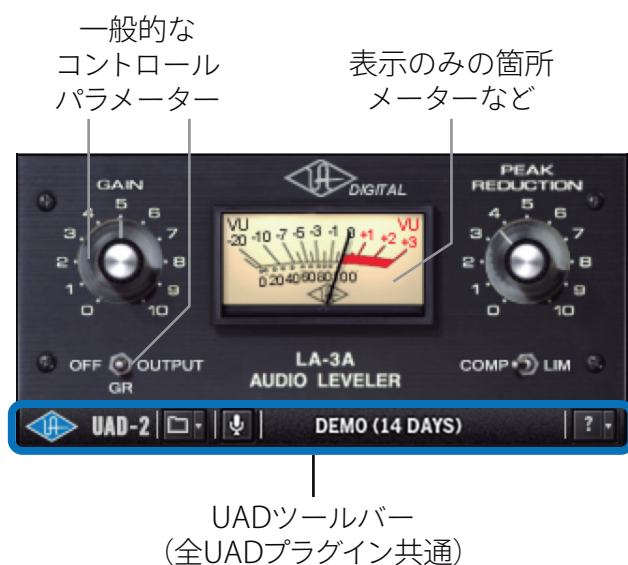 一般的な
コントロール
パラメーター
表示のみの箇所
メーターなど
GAIN
0 1 2 3 4 5 6 7 8 9 10
UA DIGITAL
VU VU
-20 -10 -7 -5 -3 -1 0 +1 +2 +3
0 20 40 60 80 100
UA
PEAK
REDUCTION
0 1 2 3 4 5 6 7 8 9 10
OFF OUTPUT
GR
LA-3A
AUDIO LEVELER
COMP LIM
UA UAD-2 DEMO (14 DAYS) ?
UADツールバー
(全UADプラグイン共通)